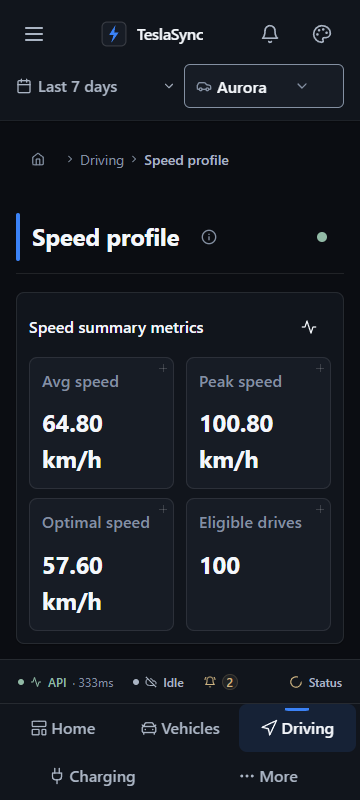 TeslaSync
Last 7 days
Aurora
Driving
Speed profile
Speed profile
Speed summary metrics
Avg speed
64.80
km/h
Peak speed
100.80
km/h
Optimal speed
57.60
km/h
Eligible drives
100
API · 333ms
Idle
2
Status
Home
Vehicles
Driving
Charging
More